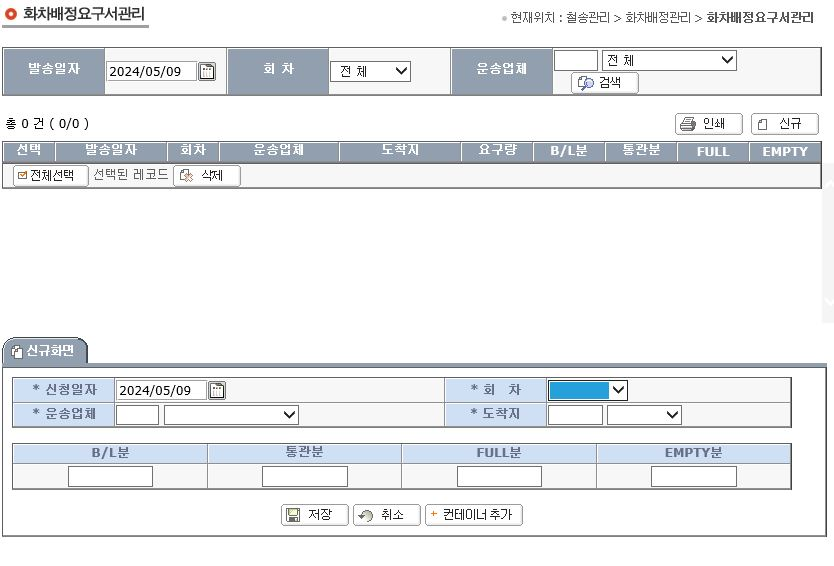 화차배정요구서관리
현재위치 : 철송관리 > 화차배정관리 > 화차배정요구서관리
발송일자 2024/05/09 회 차 전 체 운송업체 전 체
검색
총 0 건 ( 0/0 ) 인쇄 신규
선택 발송일자 회차 운송업체 도착지 요구량 B/L분 통관분 FULL EMPTY
전체선택 선택된 레코드 삭제
신규화면
* 신청일자 2024/05/09 * 회 차
* 운송업체 * 도착지
B/L분 통관분 FULL분 EMPTY분
저장 취소 + 컨테이너 추가